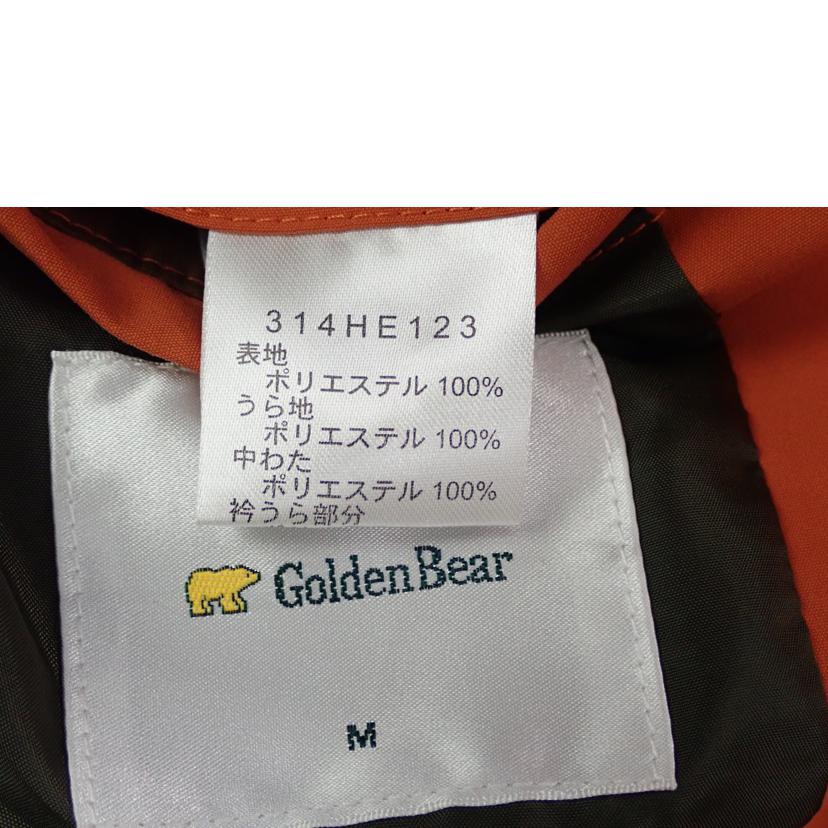 314HE123
表地
ポリエステル 100%
うら地
ポリエステル 100%
中わた
ポリエステル 100%
衿うら部分
GoldenBear
M